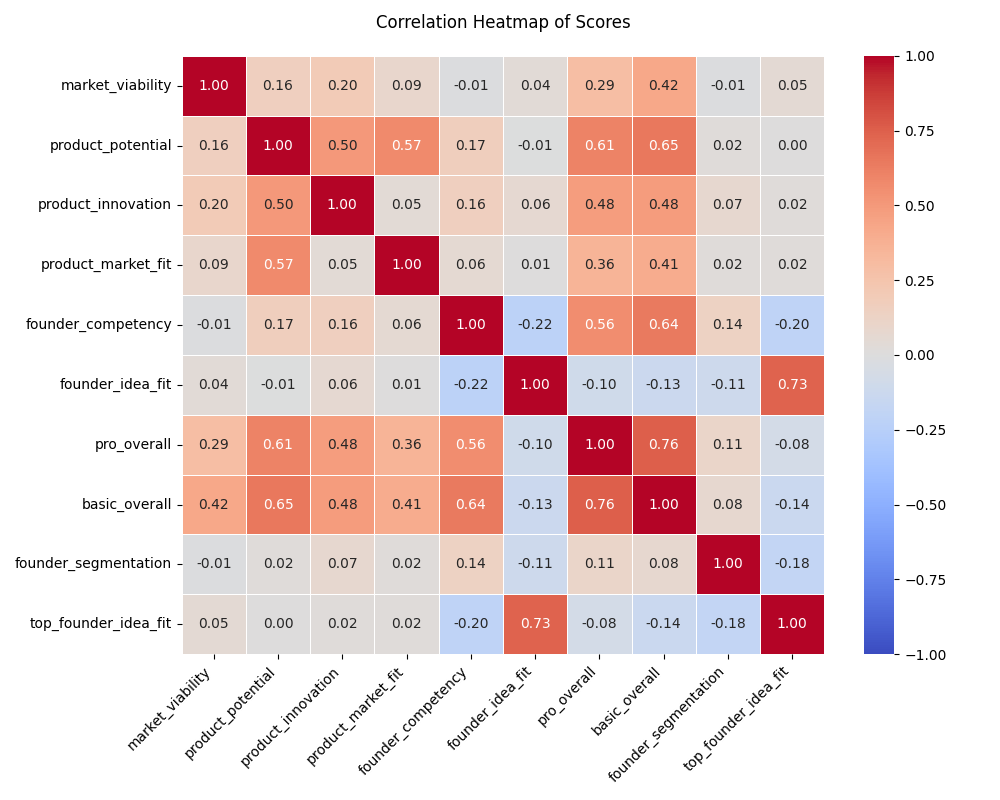 Correlation Heatmap of Scores
market_viability 1.00 0.16 0.20 0.09 -0.01 0.04 0.29 0.42 -0.01 0.05
product_potential 0.16 1.00 0.50 0.57 0.17 -0.01 0.61 0.65 0.02 0.00
product_innovation 0.20 0.50 1.00 0.05 0.16 0.06 0.48 0.48 0.07 0.02
product_market_fit 0.09 0.57 0.05 1.00 0.06 0.01 0.36 0.41 0.02 0.02
founder_competency -0.01 0.17 0.16 0.06 1.00 -0.22 0.56 0.64 0.14 -0.20
founder_idea_fit 0.04 -0.01 0.06 0.01 -0.22 1.00 -0.10 -0.13 -0.11 0.73
pro_overall 0.29 0.61 0.48 0.36 0.56 -0.10 1.00 0.76 0.11 -0.08
basic_overall 0.42 0.65 0.48 0.41 0.64 -0.13 0.76 1.00 0.08 -0.14
founder_segmentation -0.01 0.02 0.07 0.02 0.14 -0.11 0.11 0.08 1.00 -0.18
top_founder_idea_fit 0.05 0.00 0.02 0.02 -0.20 0.73 -0.08 -0.14 -0.18 1.00
market_viability
product_potential
product_innovation
product_market_fit
founder_competency
founder_idea_fit
pro_overall
basic_overall
founder_segmentation
top_founder_idea_fit
1.00
0.75
0.50
0.25
0.00
−0.25
−0.50
−0.75
−1.00